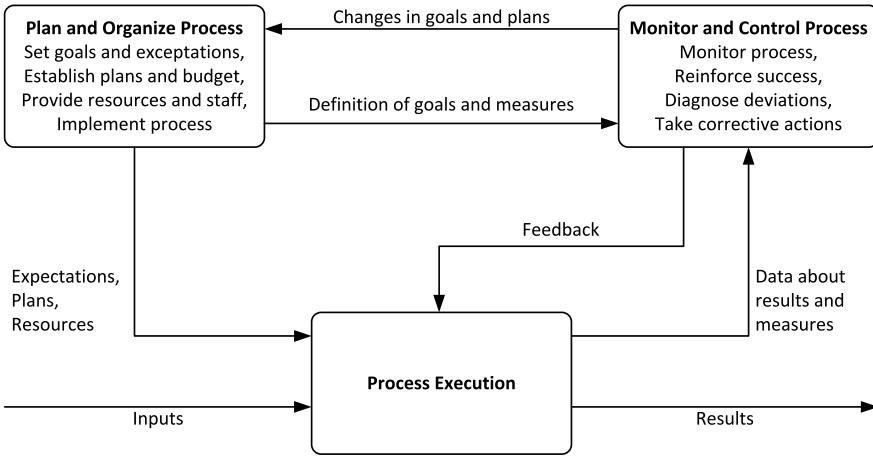 Plan and Organize Process
Set goals and exceptations,
Establish plans and budget,
Provide resources and staff,
Implement process
Changes in goals and plans
Definition of goals and measures
Monitor and Control Process
Monitor process,
Reinforce success,
Diagnose deviations,
Take corrective actions
Feedback
Expectations,
Plans,
Resources
Data about
results and
measures
Process Execution
Inputs
Results